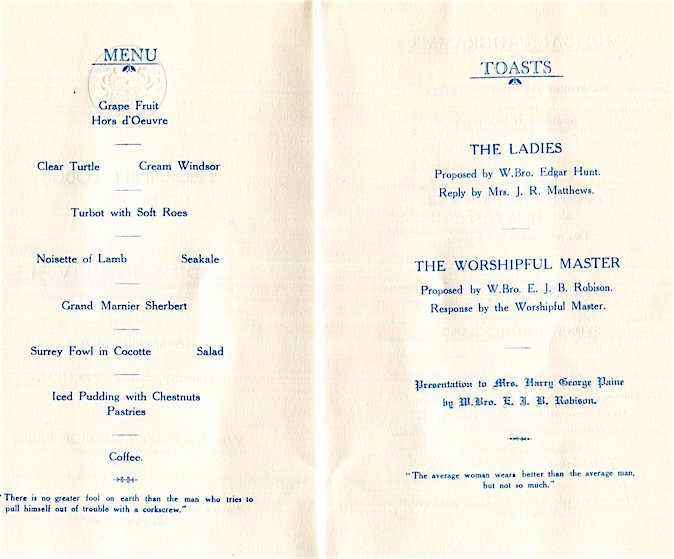 MENU
Grape Fruit
Hors d'Oeuvre
Clear Turtle Cream Windsor
Turbot with Soft Roes
Noisette of Lamb Seakale
Grand Marnier Sherbert
Surrey Fowl in Cocotte Salad
Iced Pudding with Chestnuts
Pastries
Coffee.
"There is no greater fool on earth than the man who tries to
pull himself out of trouble with a corkscrew."
TOASTS
THE LADIES
Proposed by W.Bro. Edgar Hunt.
Reply by Mrs. J. R. Matthews.
THE WORSHIPFUL MASTER
Proposed by W.Bro. E. J. B. Robison.
Response by the Worshipful Master.
Presentation to Mrs. Harry George Paine
by W.Bro. E. J. B. Robison.
"The average woman wears better than the average man,
but not so much."